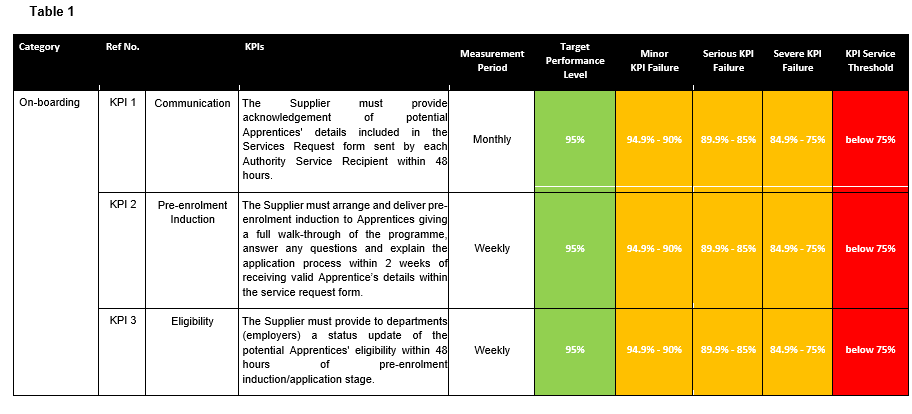 Table 1
Category
Ref No.
KPIs
Measurement
Period
Target
Performance
Level
Minor
KPI Failure
Serious KPI
Failure
Severe KPI
Failure
KPI Service
Threshold
On-boarding
KPI 1
Communication
The Supplier must provide
acknowledgement of potential
Apprentices' details included in the
Services Request form sent by each
Authority Service Recipient within 48
hours.
Monthly
95%
94.9% - 90%
89.9% - 85%
84.9% - 75%
below 75%
KPI 2
Pre-enrolment
Induction
The Supplier must arrange and deliver pre-
enrolment induction to Apprentices giving
a full walk-through of the programme,
answer any questions and explain the
application process within 2 weeks of
receiving valid Apprentice's details within
the service request form.
Weekly
95%
94.9% - 90%
89.9% - 85%
84.9% - 75%
below 75%
KPI 3
Eligibility
The Supplier must provide to departments
(employers) a status update of the
potential Apprentices' eligibility within 48
hours of pre-enrolment
induction/application stage.
Weekly
95%
94.9% - 90%
89.9% - 85%
84.9% - 75%
below 75%